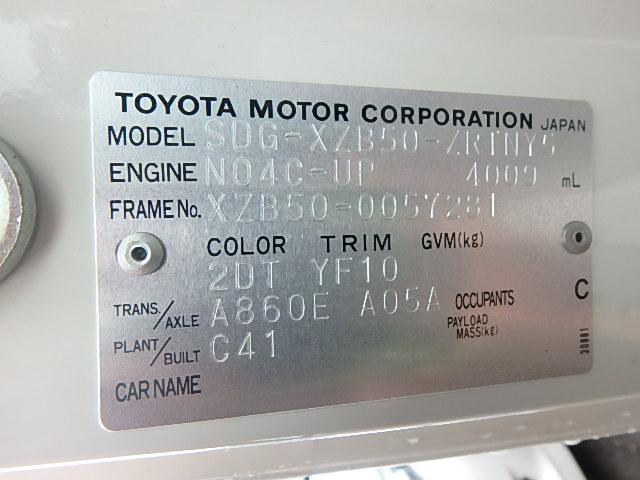 TOYOTA MOTOR CORPORATION JAPAN
MODEL SDG-XZB50-ZRTNY5
ENGINE N04C-UP 4009 mL
FRAME No. XZB50-0057281
COLOR TRIM GVM(kg)
2DT YF10
C
TRANS./AXLE A860E A05A OCCUPANTS
PAYLOAD MASS(kg)
PLANT/BUILT C41
CAR NAME